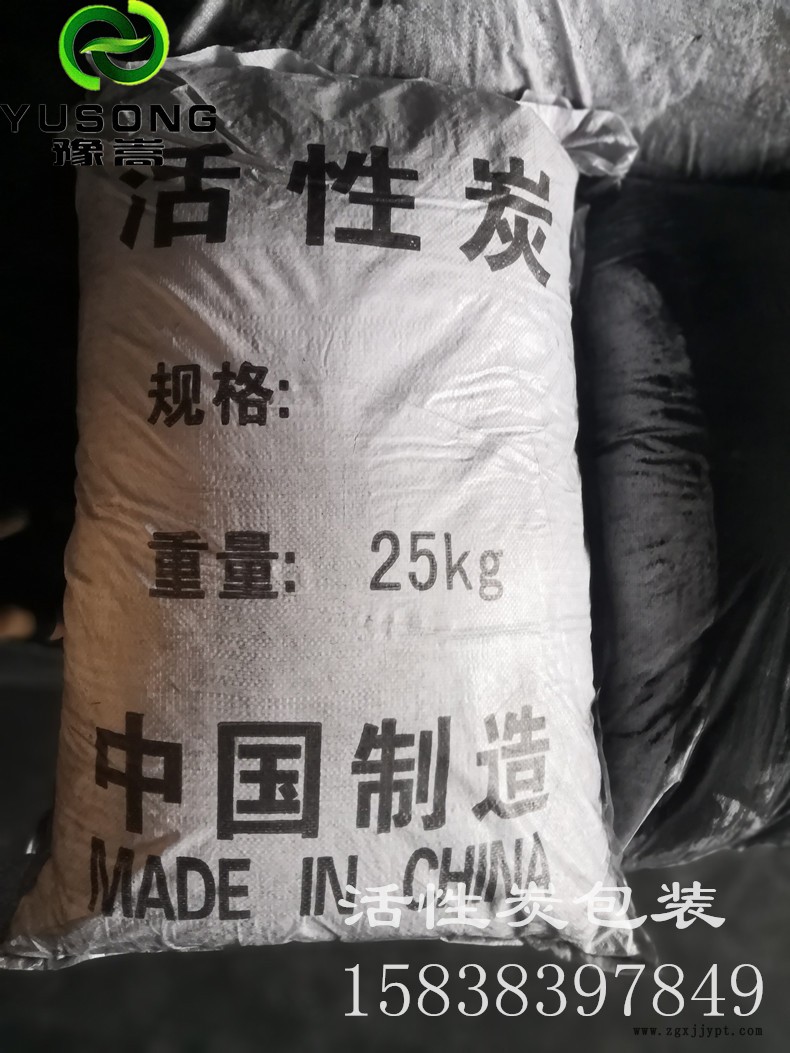 YUSONG
豫嵩
活性炭
规格:
重量: 25kg
中国制造
MADE IN CHINA
活性炭包装
15838397849
www.zgxjjypt.com